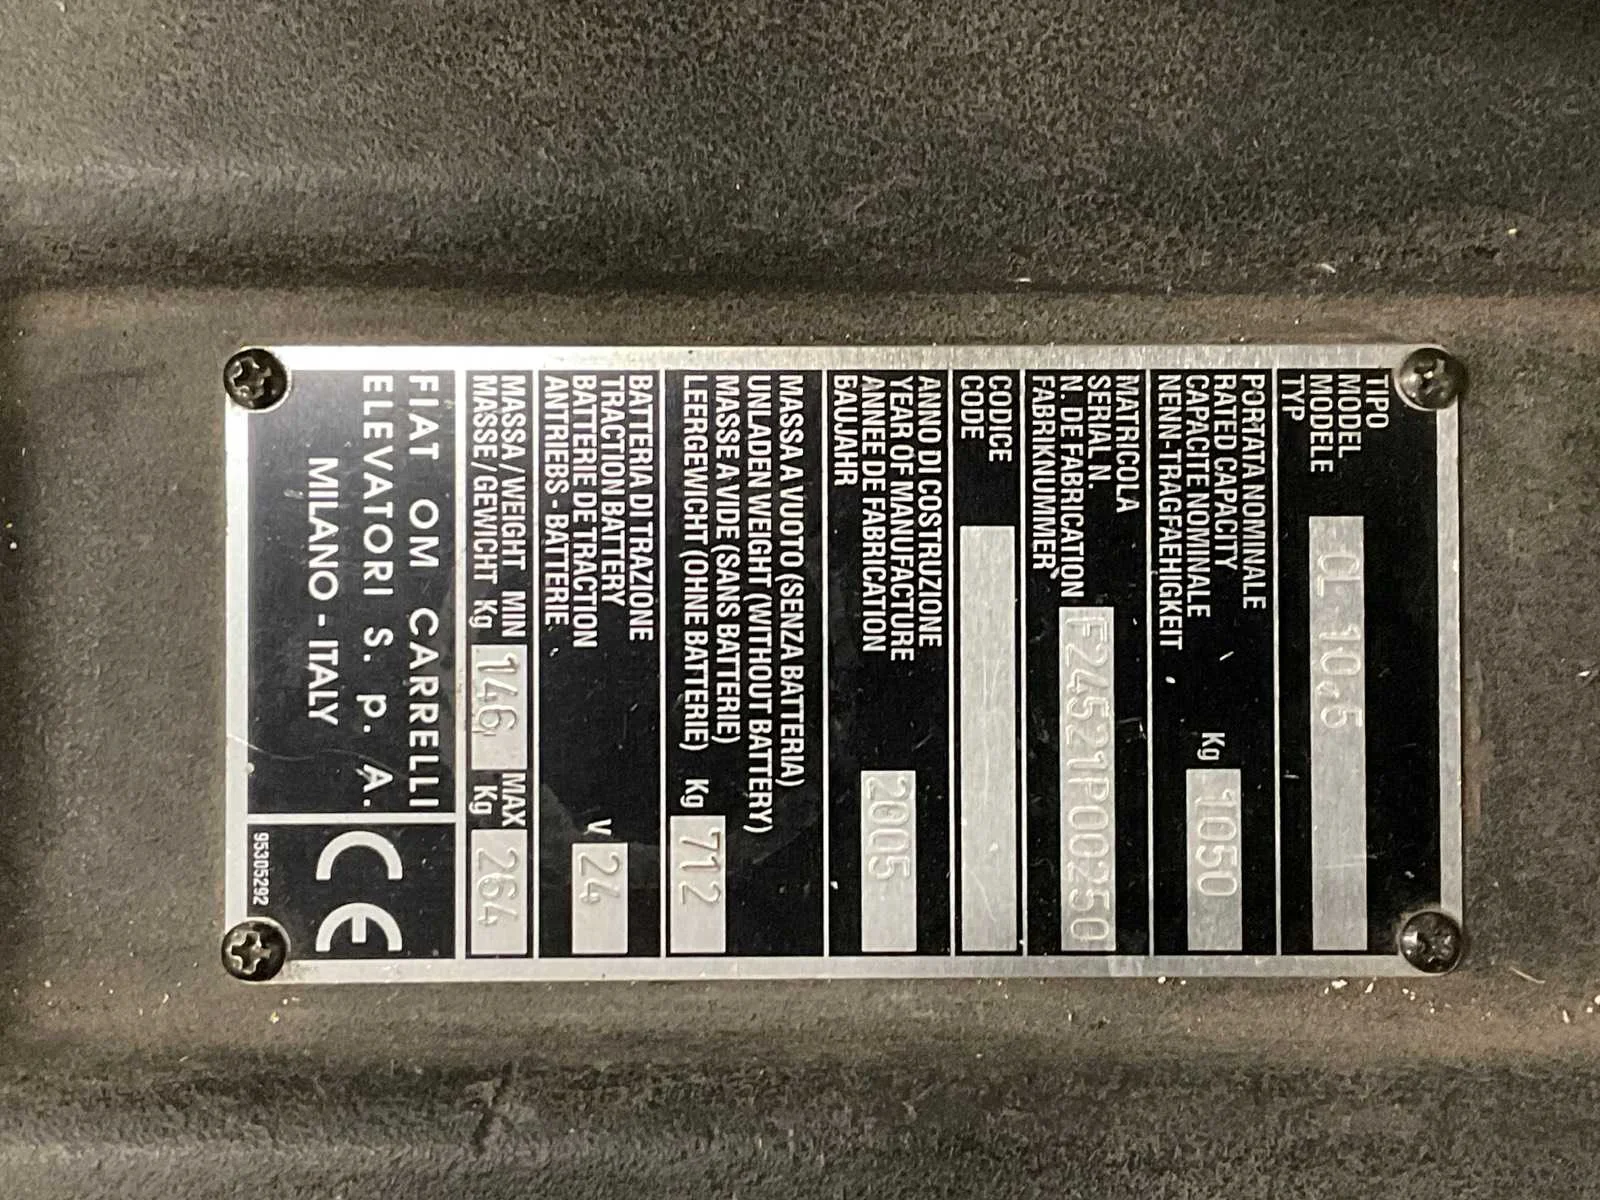 TIPO
MODEL
MODELE
TYP
CL 10,5
PORTATA NOMINALE
RATED CAPACITY
CAPACITE NOMINALE
NENN-TRAGFAEHIGKEIT
Kg 1050
MATRICOLA
SERIAL N.
N. DE FABRICATION
FABRIKNUMMER
F24521P00250
CODICE
CODE
ANNO DI COSTRUZIONE
YEAR OF MANUFACTURE
ANNEE DE FABRICATION
BAUJAHR
2005
MASSA A VUOTO (SENZA BATTERIA)
UNLADEN WEIGHT (WITHOUT BATTERY)
MASSE A VIDE (SANS BATTERIE)
LEERGEWICHT (OHNE BATTERIE) Kg 712
BATTERIA DI TRAZIONE
TRACTION BATTERY
BATTERIE DE TRACTION
ANTRIEBS - BATTERIE
V 24
MASSA/WEIGHT MIN MAX
MASSE/GEWICHT Kg 146 Kg 264
FIAT OM CARRELLI
ELEVATORI S. p. A.
MILANO - ITALY
CE
95305292